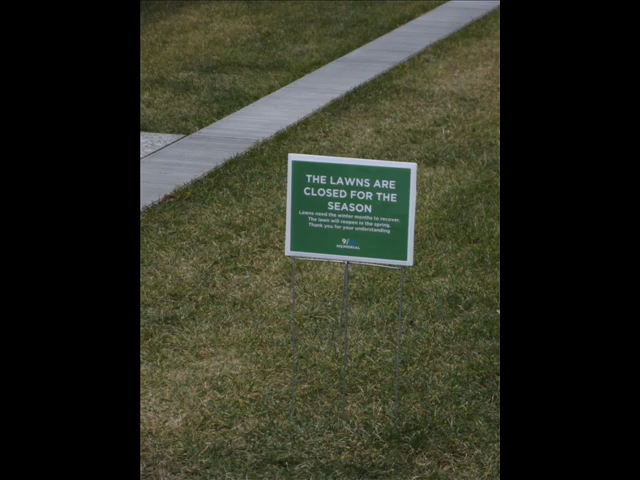 THE LAWNS ARE
CLOSED FOR THE
SEASON
Lawns need the winter months to recover.
The lawn will reopen in the spring.
Thank you for your understanding
9/
MEMORIAL